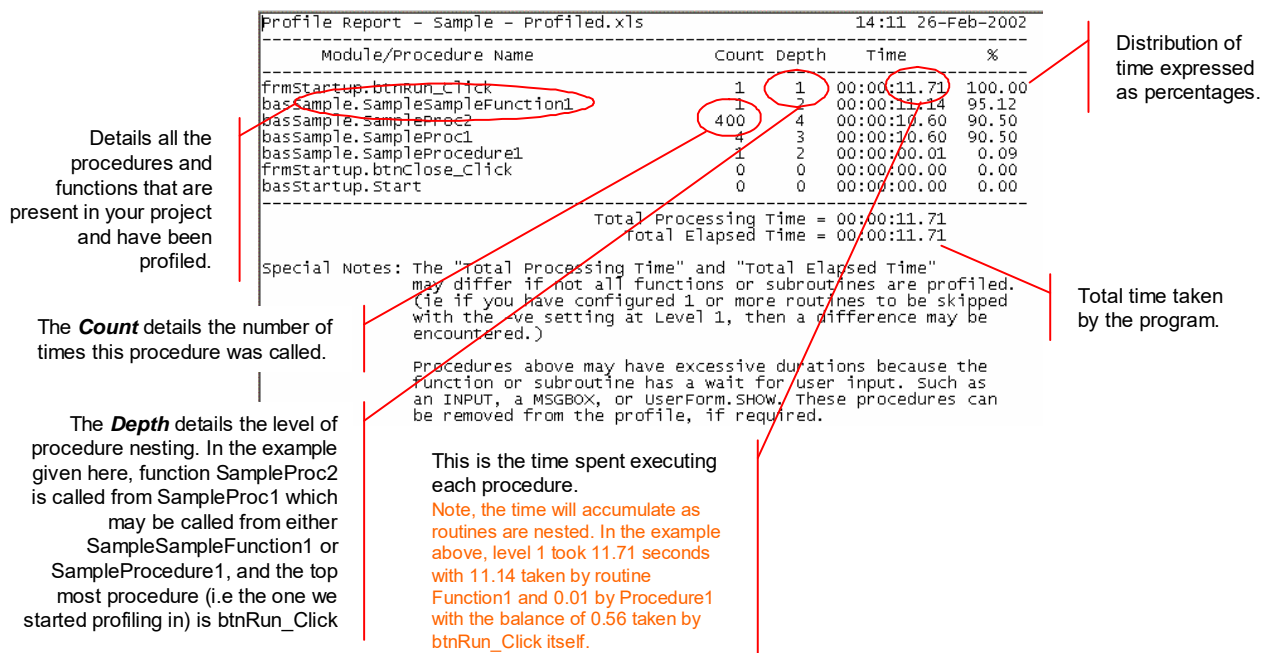 Profile Report - Sample - Profiled.xls 14:11 26-Feb-2002
Module/Procedure Name Count Depth Time %
frmStartup.btnRun_Click 1 1 00:00:11.71 100.00
basSample.SampleSampleFunction1 1 2 00:00:11.14 95.12
basSample.SampleProc2 400 4 00:00:10.60 90.50
basSample.SampleProc1 4 3 00:00:10.60 90.50
basSample.SampleProcedure1 1 2 00:00:00.01 0.09
frmStartup.btnClose_Click 0 0 00:00:00.00 0.00
basStartup.Start 0 0 00:00:00.00 0.00
Total Processing Time = 00:00:11.71
Total Elapsed Time = 00:00:11.71
Special Notes: The "Total Processing Time" and "Total Elapsed Time"
may differ if not all functions or subroutines are profiled.
(ie if you have configured 1 or more routines to be skipped
with the -ve setting at Level 1, then a difference may be
encountered.)
Procedures above may have excessive durations because the
function or subroutine has a wait for user input. Such as
an INPUT, a MSGBOX, or UserForm.SHOW. These procedures can
be removed from the profile, if required.
Distribution of
time expressed
as percentages.
Details all the
procedures and
functions that are
present in your project
and have been
profiled.
Total time taken
by the program.
The Count details the number of
times this procedure was called.
The Depth details the level of
procedure nesting. In the example
given here, function SampleProc2
is called from SampleProc1 which
may be called from either
SampleSampleFunction1 or
SampleProcedure1, and the top
most procedure (i.e the one we
started profiling in) is btnRun_Click
This is the time spent executing
each procedure.
Note, the time will accumulate as
routines are nested. In the example
above, level 1 took 11.71 seconds
with 11.14 taken by routine
Function1 and 0.01 by Procedure1
with the balance of 0.56 taken by
btnRun_Click itself.